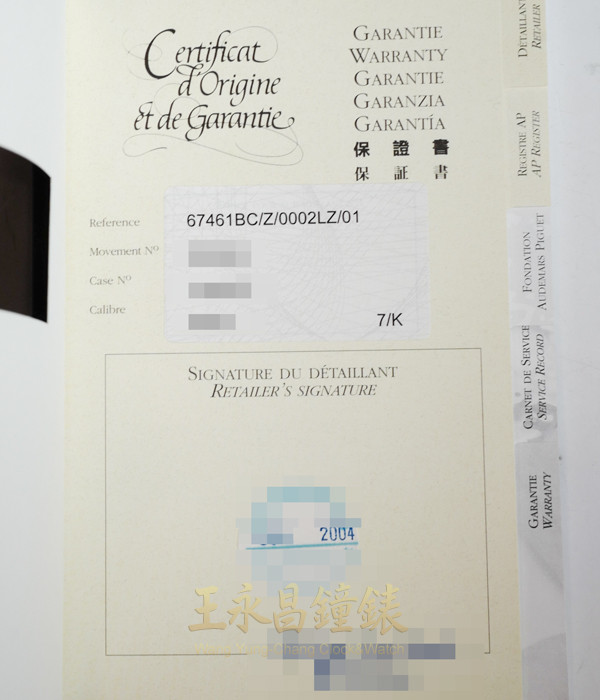 Certificat
d'Origine
et de Garantie
GARANTIE
WARRANTY
GARANTIE
GARANZIA
GARANTÍA
保證書
保証書
Reference 67461BC/Z/0002LZ/01
Movement Nº
Case Nº
Calibre
7/K
SIGNATURE DU DÉTAILLANT
RETAILER'S SIGNATURE
2004
王永昌鐘錶
Clock&Watch
DÉTAILLANT
RETAILER
REGISTRE AP
AP REGISTER
FONDATION
AUDEMARS PIGUET
CARNET DE SERVICE
SERVICE RECORD
GARANTIE
WARRANTY